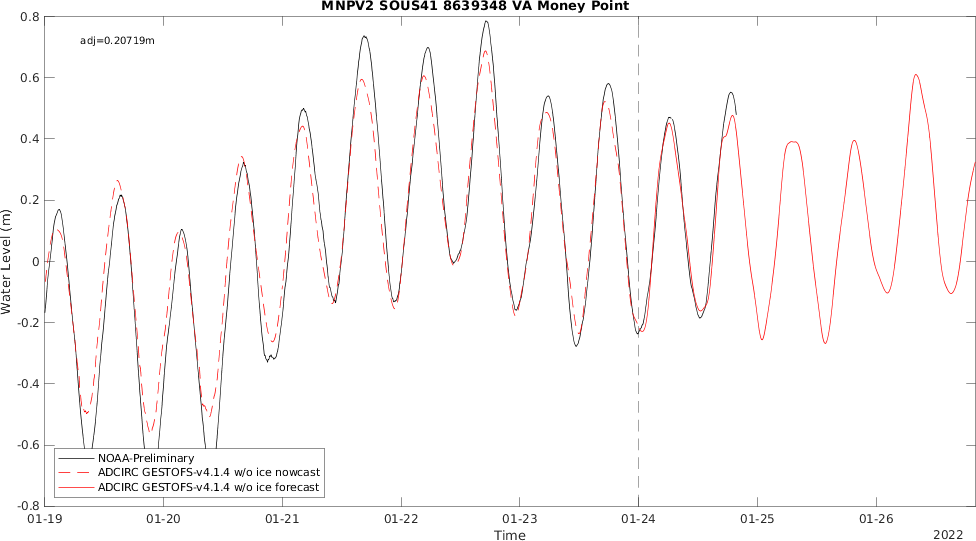 MNPV2 SOUS41 8639348 VA Money Point
adj=0.20719m
0.8
0.6
0.4
0.2
0
-0.2
-0.4
-0.6
-0.8
Water Level (m)
NOAA-Preliminary
ADCIRC GESTOFS-v4.1.4 w/o ice nowcast
ADCIRC GESTOFS-v4.1.4 w/o ice forecast
01-19 01-20 01-21 01-22 01-23 01-24 01-25 01-26
Time
2022